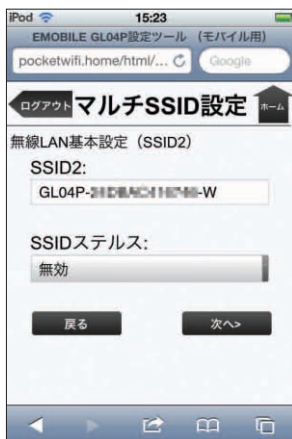 iPod 15:23
EMOBILE GL04P設定ツール （モバイル用）
pocketwifi.home/html/... Google
ログアウト マルチSSID設定 ホーム
無線LAN基本設定（SSID2）
SSID2:
GL04P- -W
SSIDステルス:
無効
戻る 次へ>